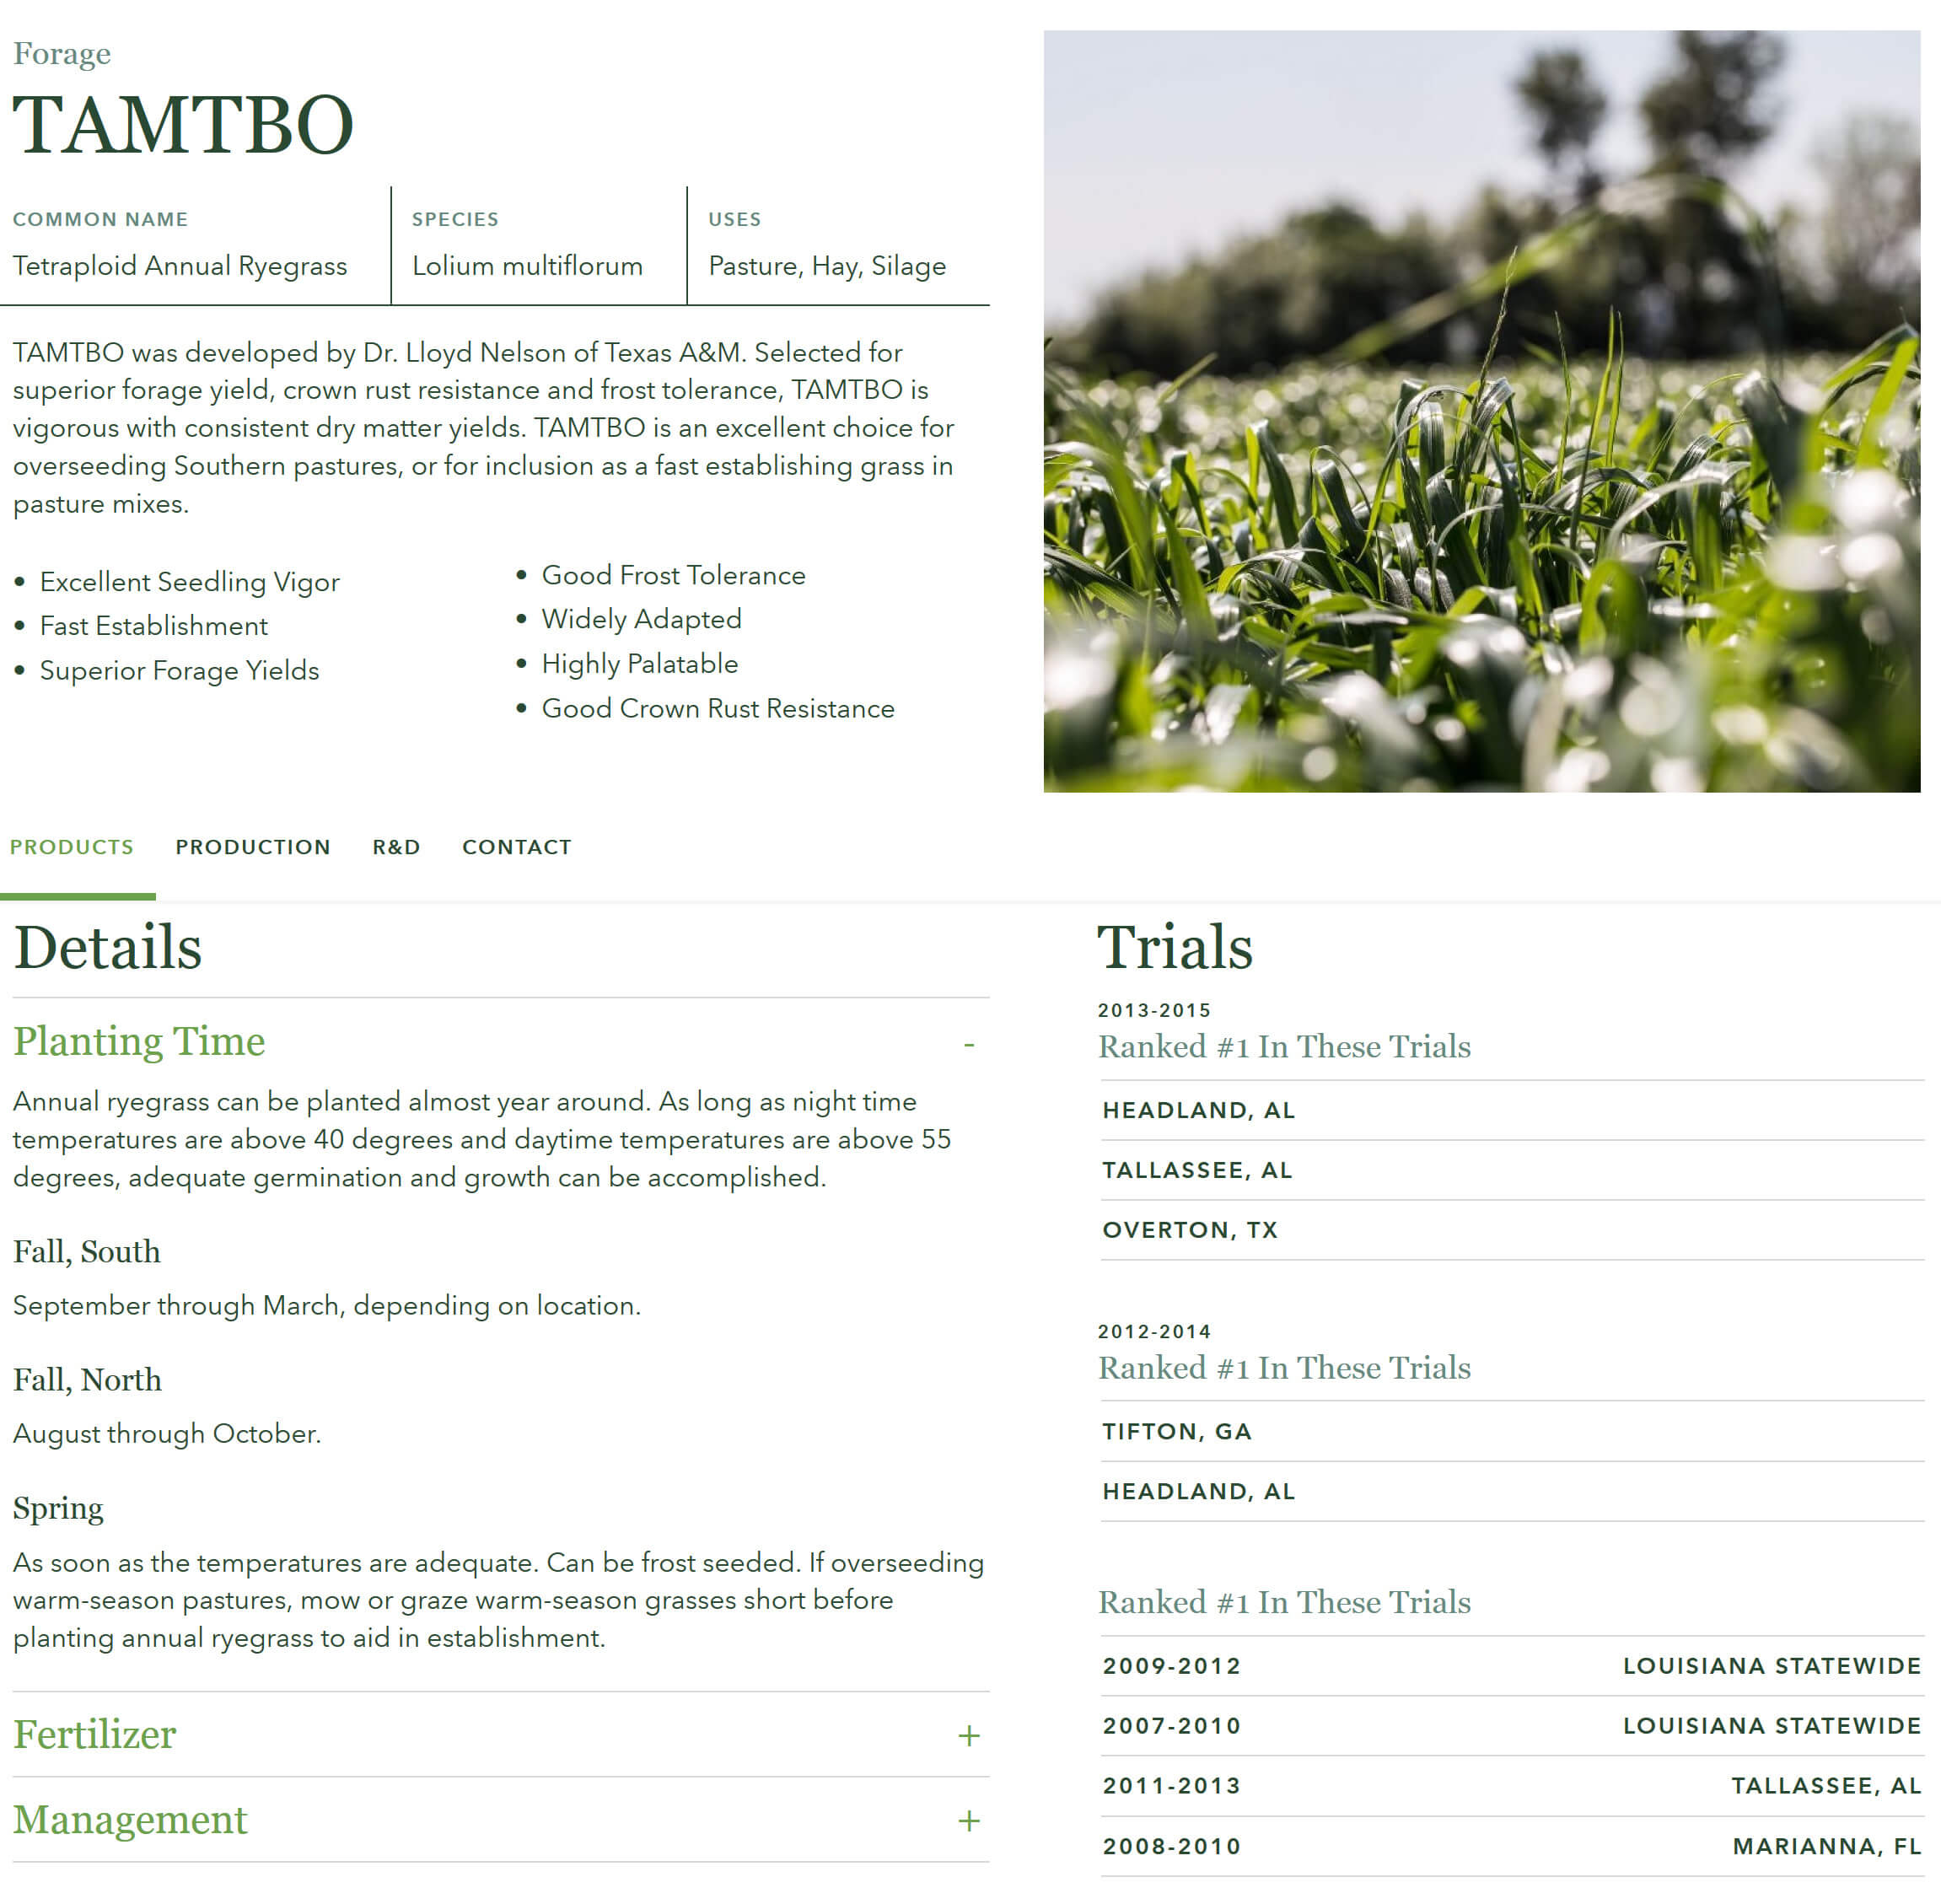 Forage
TAMTBO
COMMON NAME
Tetraploid Annual Ryegrass
SPECIES
Lolium multiflorum
USES
Pasture, Hay, Silage
TAMTBO was developed by Dr. Lloyd Nelson of Texas A&M. Selected for
superior forage yield, crown rust resistance and frost tolerance, TAMTBO is
vigorous with consistent dry matter yields. TAMTBO is an excellent choice for
overseeding Southern pastures, or for inclusion as a fast establishing grass in
pasture mixes.
• Excellent Seedling Vigor
• Fast Establishment
• Superior Forage Yields
• Good Frost Tolerance
• Widely Adapted
• Highly Palatable
• Good Crown Rust Resistance
PRODUCTS PRODUCTION R&D CONTACT
Details
Planting Time -
Annual ryegrass can be planted almost year around. As long as night time
temperatures are above 40 degrees and daytime temperatures are above 55
degrees, adequate germination and growth can be accomplished.
Fall, South
September through March, depending on location.
Fall, North
August through October.
Spring
As soon as the temperatures are adequate. Can be frost seeded. If overseeding
warm-season pastures, mow or graze warm-season grasses short before
planting annual ryegrass to aid in establishment.
Fertilizer +
Management +
Trials
2013-2015
Ranked #1 In These Trials
HEADLAND, AL
TALLASSEE, AL
OVERTON, TX
2012-2014
Ranked #1 In These Trials
TIFTON, GA
HEADLAND, AL
Ranked #1 In These Trials
2009-2012 LOUISIANA STATEWIDE
2007-2010 LOUISIANA STATEWIDE
2011-2013 TALLASSEE, AL
2008-2010 MARIANNA, FL